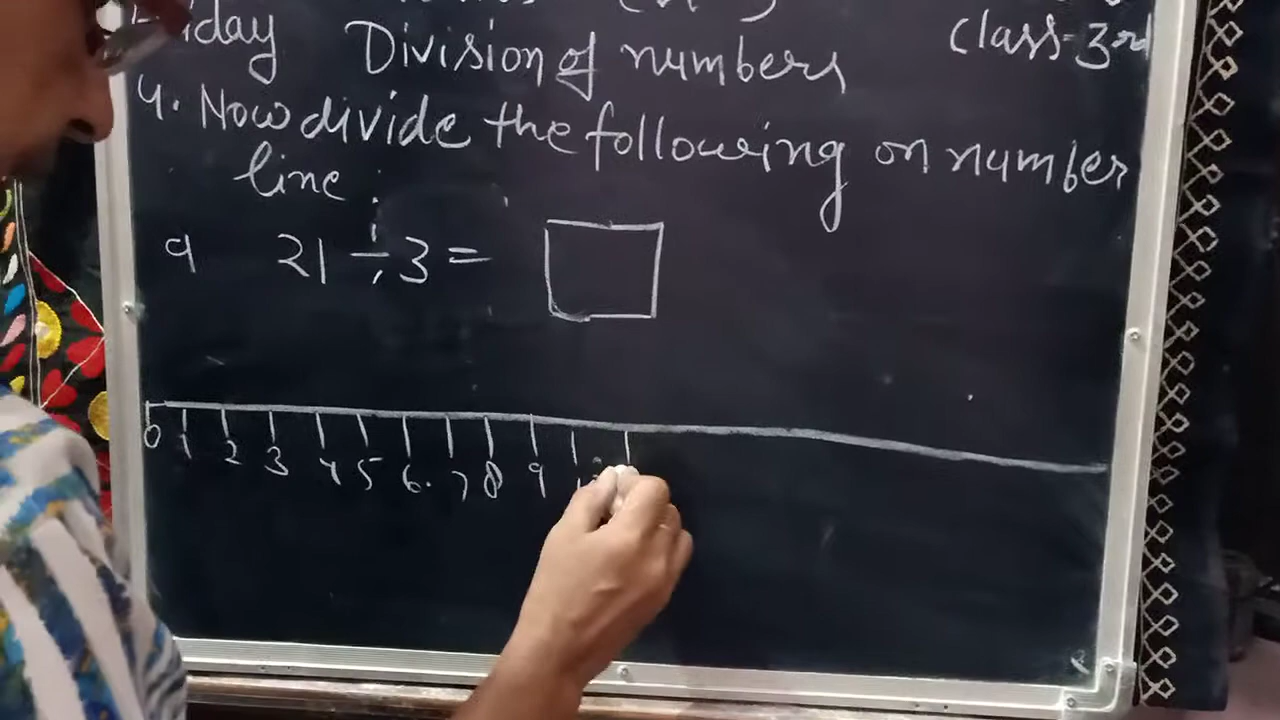 Friday Division of numbers Class-3rd
4. Now divide the following on number
line
a 21 ÷ 3 =
0 1 2 3 4 5 6 7 8 9